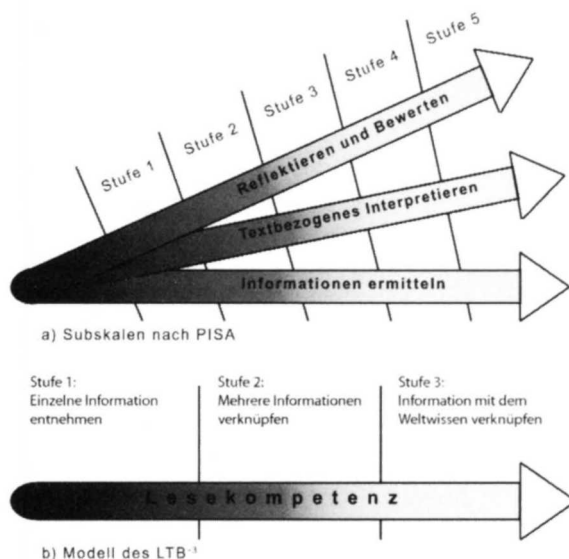 Stufe 1
Stufe 2
Stufe 3
Stufe 4
Stufe 5
Reflektieren und Bewerten
Textbezogenes Interpretieren
Informationen ermitteln
a) Subskalen nach PISA
Stufe 1:
Einzelne Information
entnehmen
Stufe 2:
Mehrere Informationen
verknüpfen
Stufe 3:
Information mit dem
Weltwissen verknüpfen
Lesekompetenz
b) Modell des LTB-3